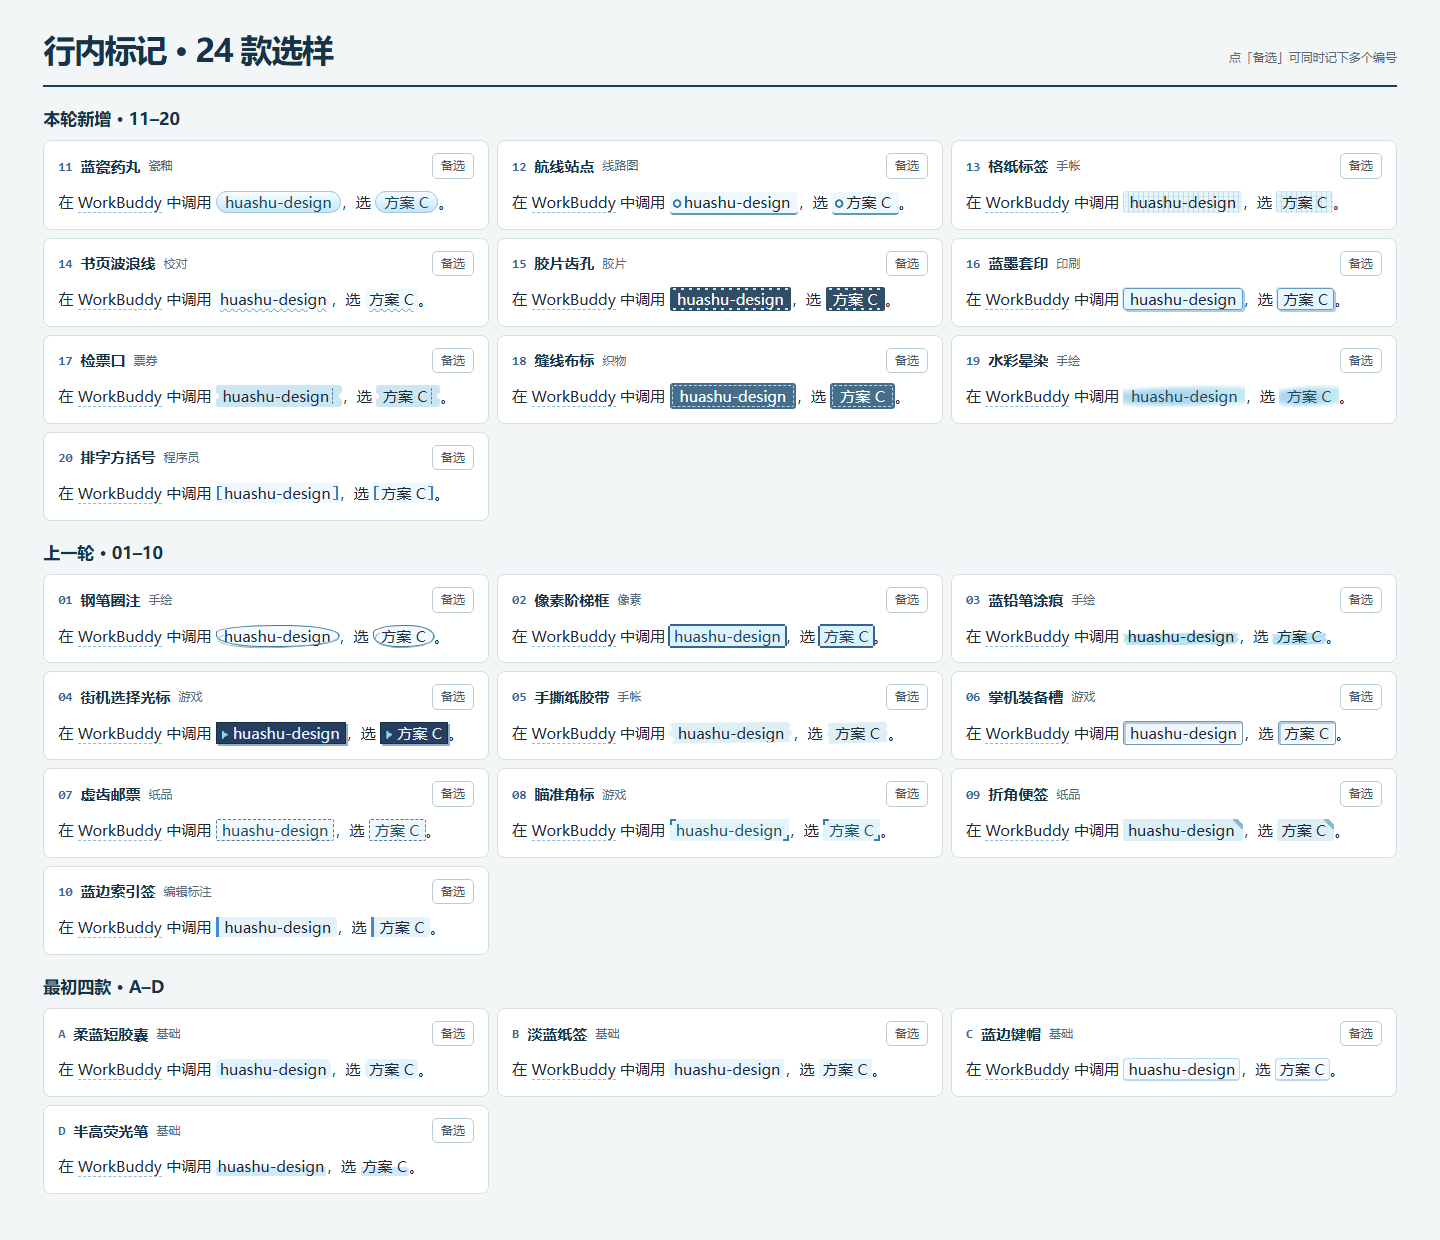 行内标记 • 24 款选样
点「备选」可同时记下多个编号
本轮新增 • 11–20
11 蓝瓷药丸 瓷釉 备选
在 WorkBuddy 中调用 huashu-design，选 方案 C。
12 航线站点 线路图 备选
在 WorkBuddy 中调用 huashu-design，选 方案 C。
13 格纸标签 手帐 备选
在 WorkBuddy 中调用 huashu-design，选 方案 C。
14 书页波浪线 校对 备选
在 WorkBuddy 中调用 huashu-design，选 方案 C。
15 胶片齿孔 胶片 备选
在 WorkBuddy 中调用 huashu-design，选 方案 C。
16 蓝墨套印 印刷 备选
在 WorkBuddy 中调用 huashu-design，选 方案 C。
17 检票口 票券 备选
在 WorkBuddy 中调用 huashu-design，选 方案 C。
18 缝线布标 织物 备选
在 WorkBuddy 中调用 huashu-design，选 方案 C。
19 水彩晕染 手绘 备选
在 WorkBuddy 中调用 huashu-design，选 方案 C。
20 排字方括号 程序员 备选
在 WorkBuddy 中调用 [huashu-design]，选 [方案 C]。
上一轮 • 01–10
01 钢笔圈注 手绘 备选
在 WorkBuddy 中调用 huashu-design，选 方案 C。
02 像素阶梯框 像素 备选
在 WorkBuddy 中调用 huashu-design，选 方案 C。
03 蓝铅笔涂痕 手绘 备选
在 WorkBuddy 中调用 huashu-design，选 方案 C。
04 街机选择光标 游戏 备选
在 WorkBuddy 中调用 huashu-design，选 方案 C。
05 手撕纸胶带 手帐 备选
在 WorkBuddy 中调用 huashu-design，选 方案 C。
06 掌机装备槽 游戏 备选
在 WorkBuddy 中调用 huashu-design，选 方案 C。
07 虚齿邮票 纸品 备选
在 WorkBuddy 中调用 huashu-design，选 方案 C。
08 瞄准角标 游戏 备选
在 WorkBuddy 中调用 huashu-design，选 方案 C。
09 折角便签 纸品 备选
在 WorkBuddy 中调用 huashu-design，选 方案 C。
10 蓝边索引签 编辑标注 备选
在 WorkBuddy 中调用 huashu-design，选 方案 C。
最初四款 • A–D
A 柔蓝短胶囊 基础 备选
在 WorkBuddy 中调用 huashu-design，选 方案 C。
B 淡蓝纸签 基础 备选
在 WorkBuddy 中调用 huashu-design，选 方案 C。
C 蓝边键帽 基础 备选
在 WorkBuddy 中调用 huashu-design，选 方案 C。
D 半高荧光笔 基础 备选
在 WorkBuddy 中调用 huashu-design，选 方案 C。